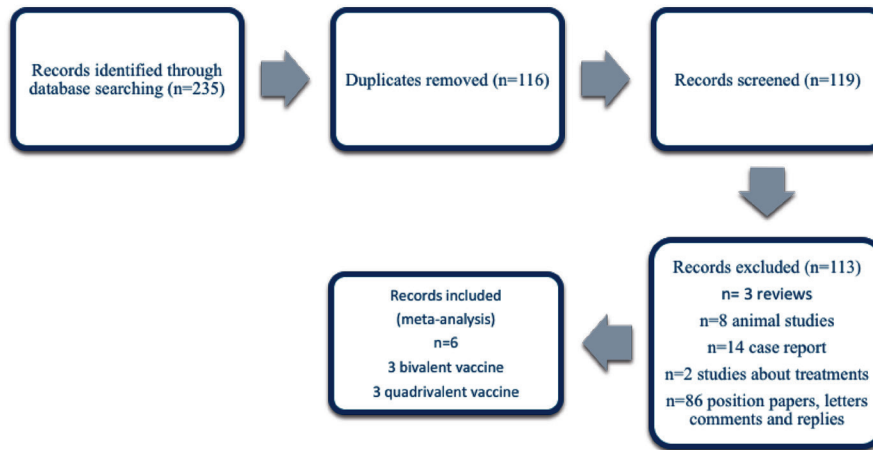 Records identified through
database searching (n=235)
Duplicates removed (n=116)
Records screened (n=119)
Records excluded (n=113)
n= 3 reviews
n=8 animal studies
n=14 case report
n=2 studies about treatments
n=86 position papers, letters
comments and replies
Records included
(meta-analysis)
n=6
3 bivalent vaccine
3 quadrivalent vaccine